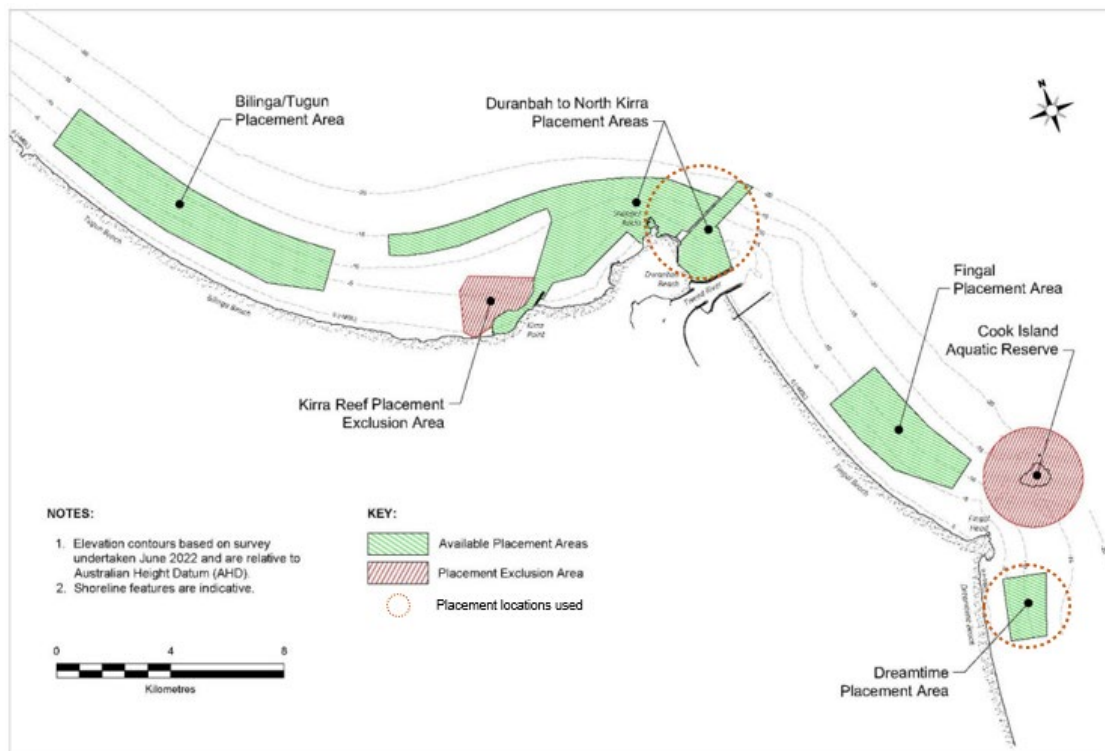 N
Bilinga/Tugun
Placement Area
Duranbah to North Kirra
Placement Areas
Fingal
Placement Area
Cook Island
Aquatic Reserve
Kirra Reef Placement
Exclusion Area
Tugun Beach
Bilinga Beach
Kirra
Point
Duranbah
Beach
Tweed River
Fingal Beach
Fingal
Head
Dreamtime Beach
Dreamtime
Placement Area
NOTES:
1. Elevation contours based on survey
undertaken June 2022 and are relative to
Australian Height Datum (AHD).
2. Shoreline features are indicative.
KEY:
Available Placement Areas
Placement Exclusion Area
Placement locations used
0 4 8
Kilometres